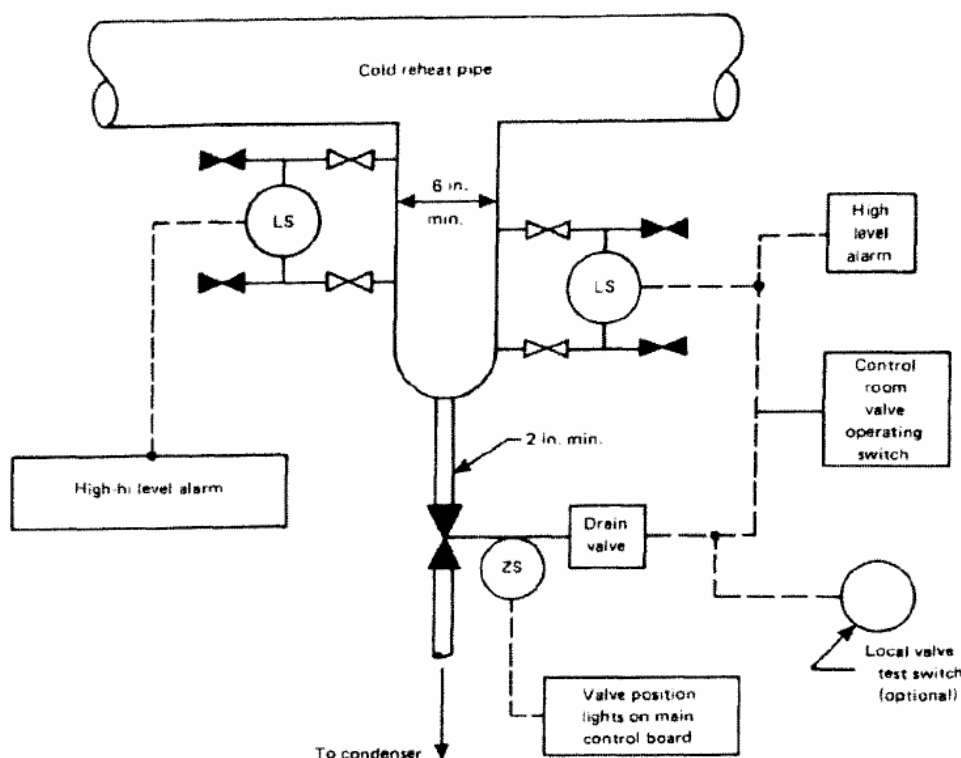 Cold reheat pipe
6 in.
min.
LS
LS
High
level
alarm
Control
room
valve
operating
switch
2 in. min.
High-hi level alarm
Drain
valve
ZS
Local valve
test switch
(optional)
Valve position
lights on main
control board
To condenser